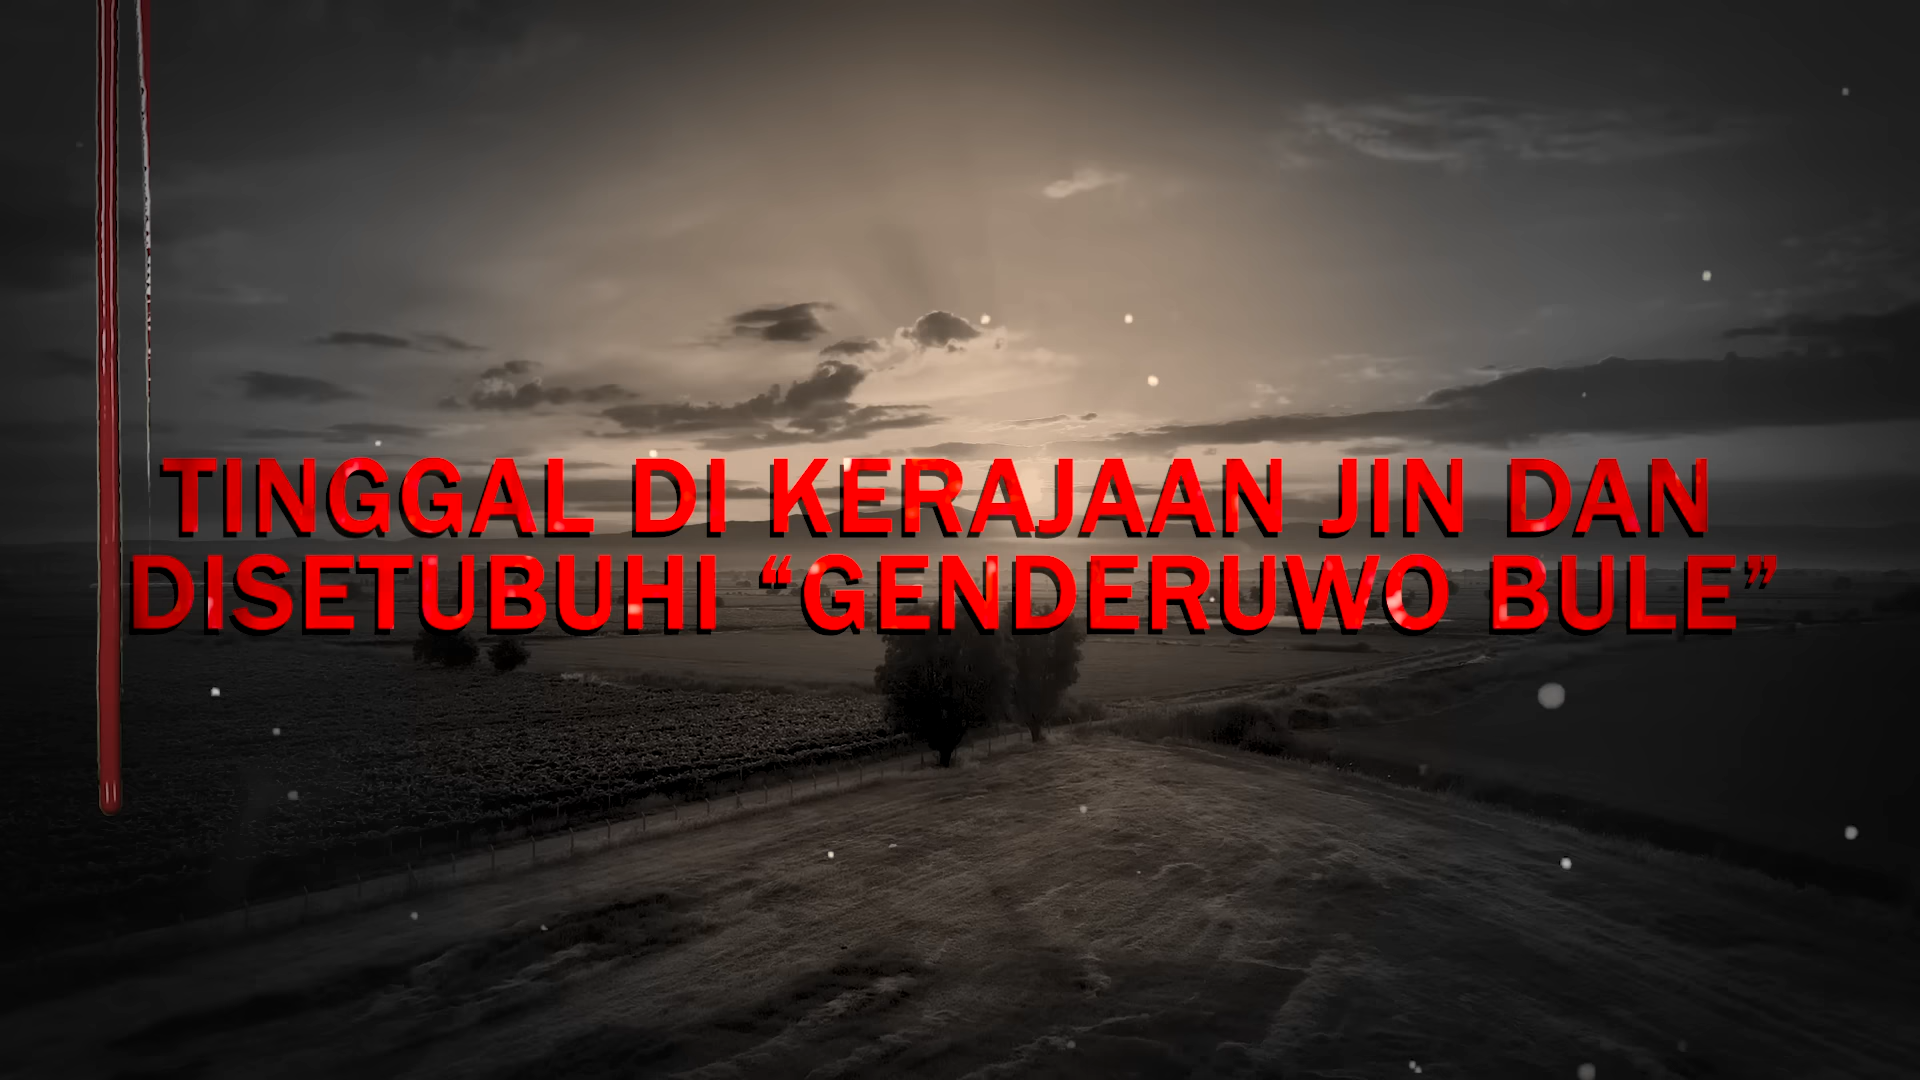 TINGGAL DI KERAJAAN JIN DAN
DISETUBUHI “GENDERUWO BULE”